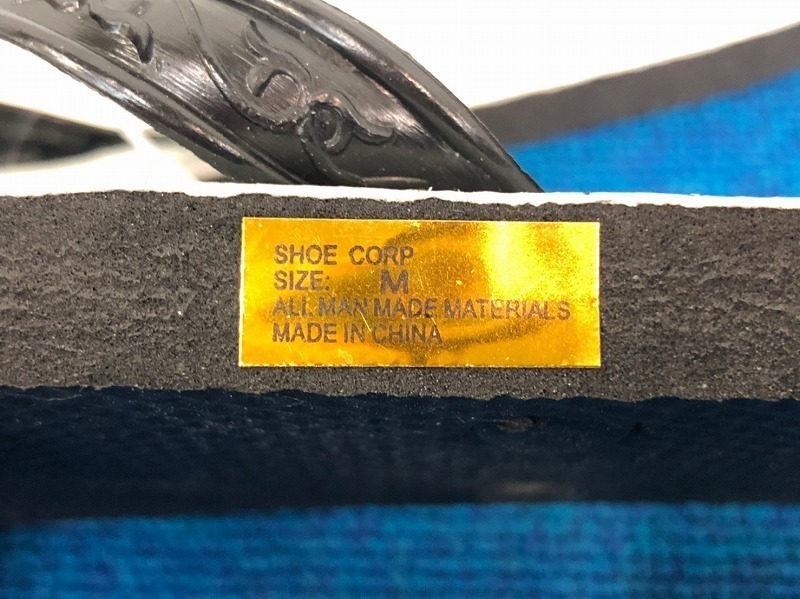 SHOE CORP
SIZE: M
ALL MAN MADE MATERIALS
MADE IN CHINA